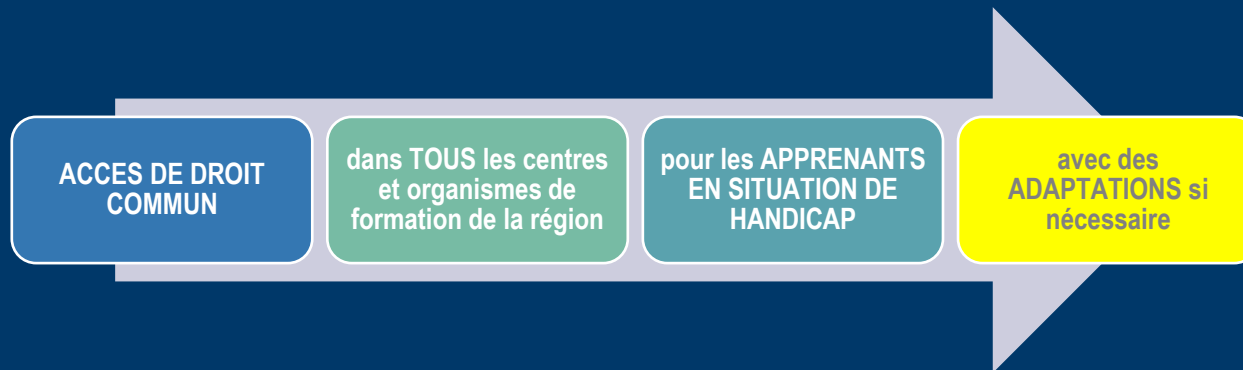 ACCES DE DROIT
COMMUN
dans TOUS les centres
et organismes de
formation de la région
pour les APPRENANTS
EN SITUATION DE
HANDICAP
avec des
ADAPTATIONS si
nécessaire